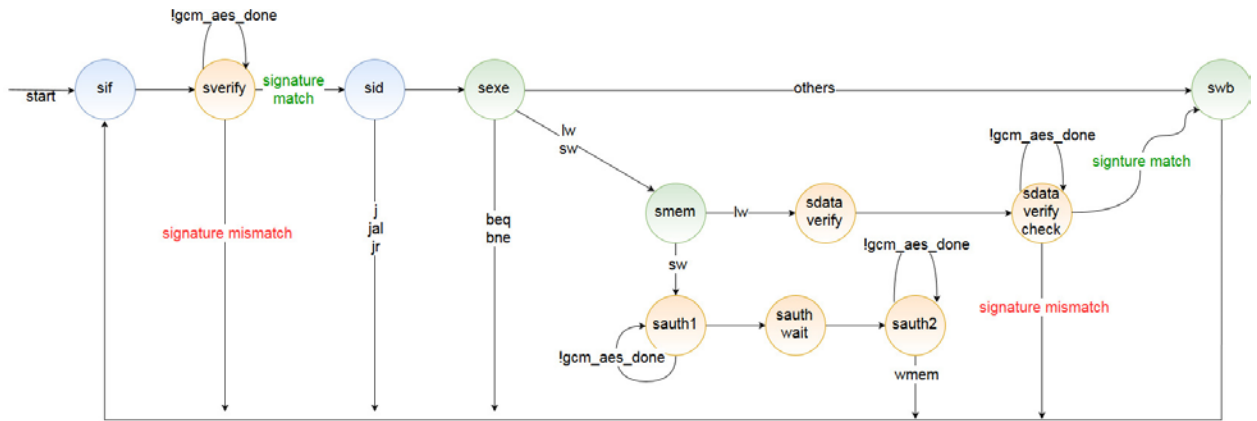 !gcm_aes_done
start
sif
sverify
signature
match
sid
sexe
others
swb
lw
sw
!gcm_aes_done
signture match
signature mismatch
j
jal
jr
beq
bne
smem
lw
sdata
verify
sdata
verify
check
sw
!gcm_aes_done
signature mismatch
sauth1
sauth
wait
sauth2
!gcm_aes_done
wmem